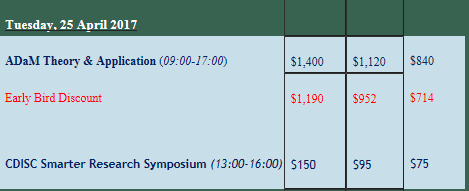 Tuesday, 25 April 2017
ADaM Theory & Application (09:00-17:00) $1,400 $1,120 $840
Early Bird Discount $1,190 $952 $714
CDISC Smarter Research Symposium (13:00-16:00) $150 $95 $75